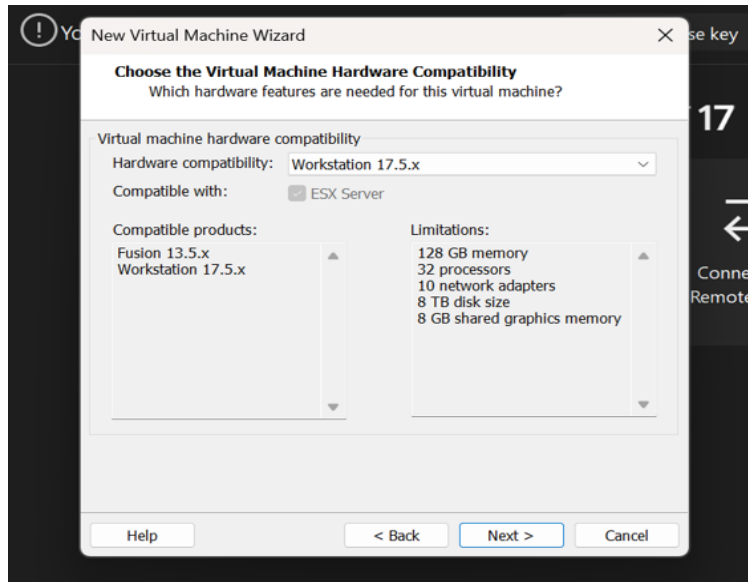 New Virtual Machine Wizard
se key
Choose the Virtual Machine Hardware Compatibility
Which hardware features are needed for this virtual machine?
17
Virtual machine hardware compatibility
Hardware compatibility: Workstation 17.5.x
Compatible with: ESX Server
Compatible products:
Fusion 13.5.x
Workstation 17.5.x
Limitations:
128 GB memory
32 processors
10 network adapters
8 TB disk size
8 GB shared graphics memory
Conne
Remote
Help
< Back
Next >
Cancel